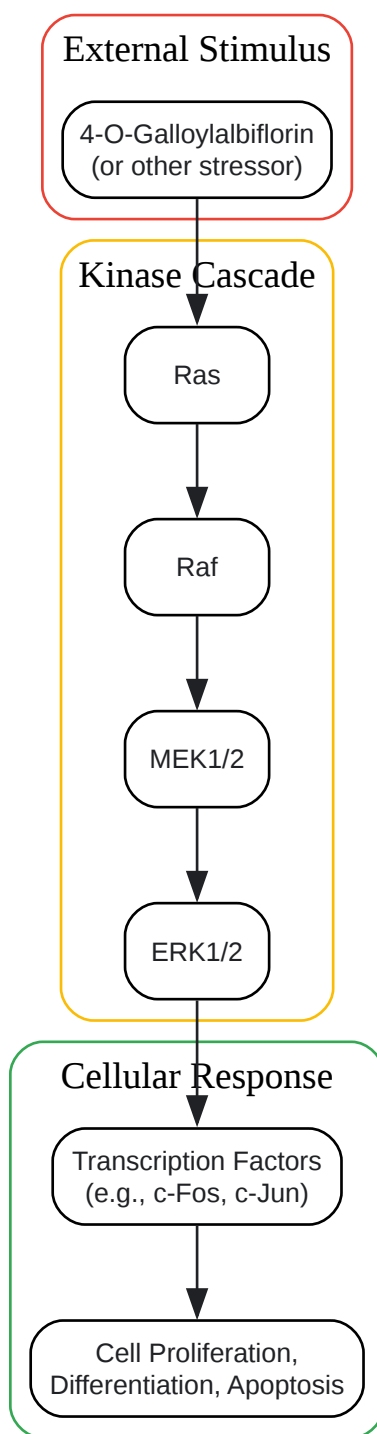 External Stimulus
4-O-Galloylalbiflorin
(or other stressor)
Kinase Cascade
Ras
Raf
MEK1/2
ERK1/2
Cellular Response
Transcription Factors
(e.g., c-Fos, c-Jun)
Cell Proliferation,
Differentiation, Apoptosis